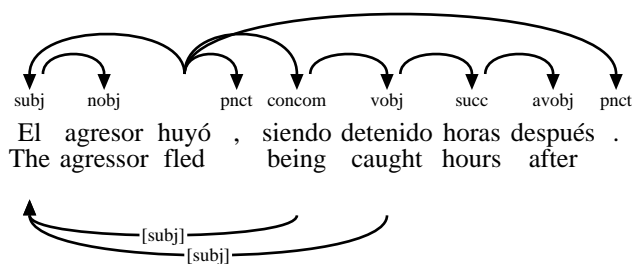 subj nobj pnct concom vobj succ avobj pnct
El agresor huyó , siendo detenido horas después .
The agressor fled being caught hours after
[subj]
[subj]